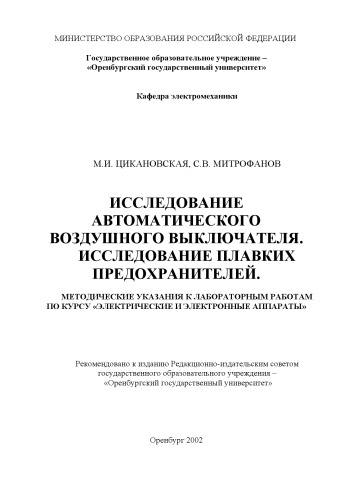 МИНИСТЕРСТВО ОБРАЗОВАНИЯ РОССИЙСКОЙ ФЕДЕРАЦИИ
Государственное образовательное учреждение –
«Оренбургский государственный университет»
Кафедра электромеханики
М.И. ЦИКАНОВСКАЯ, С.В. МИТРОФАНОВ
ИССЛЕДОВАНИЕ
АВТОМАТИЧЕСКОГО
ВОЗДУШНОГО ВЫКЛЮЧАТЕЛЯ.
ИССЛЕДОВАНИЕ ПЛАВКИХ
ПРЕДОХРАНИТЕЛЕЙ.
МЕТОДИЧЕСКИЕ УКАЗАНИЯ К ЛАБОРАТОРНЫМ РАБОТАМ
ПО КУРСУ «ЭЛЕКТРИЧЕСКИЕ И ЭЛЕКТРОННЫЕ АППАРАТЫ»
Рекомендовано к изданию Редакционно-издательским советом
государственного образовательного учреждения –
«Оренбургский государственный университет»
Оренбург 2002